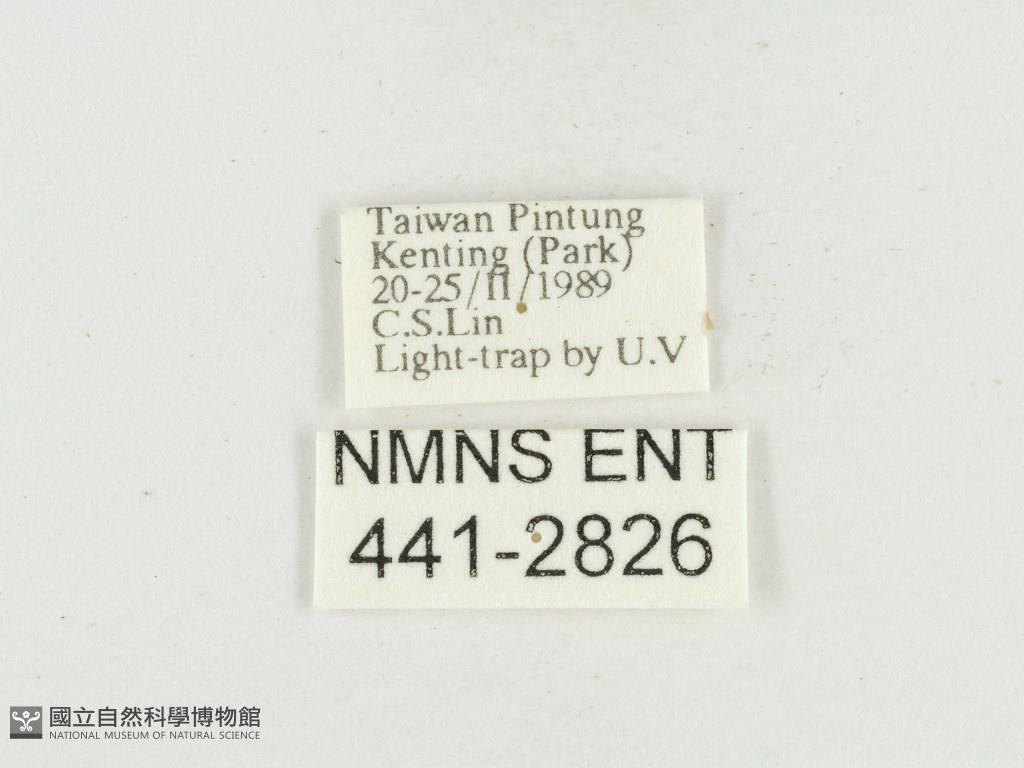 Taiwan Pintung
Kenting (Park)
20-25/II/1989
C.S.Lin
Light-trap by U.V
NMNS ENT
441-2826
國立自然科學博物館
NATIONAL MUSEUM OF NATURAL SCIENCE